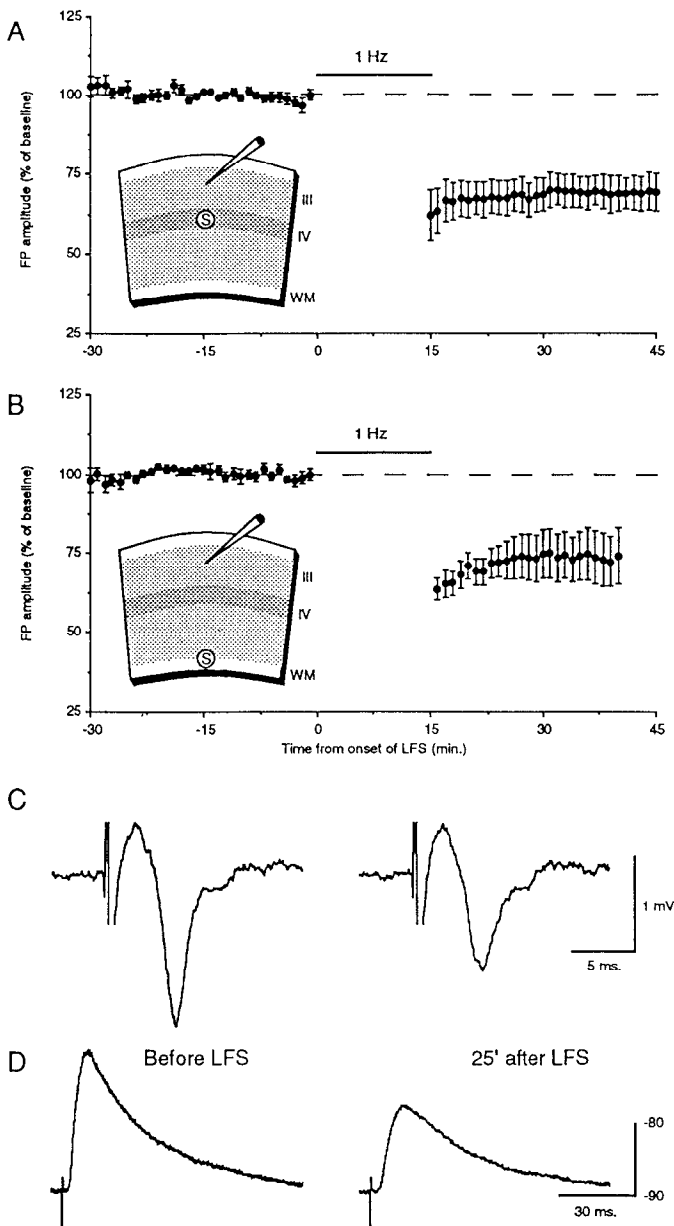 A
125
100
75
50
25
FP amplitude (% of baseline)
1 Hz
S
III
IV
WM
-30 -15 0 15 30 45
B
125
100
75
50
25
FP amplitude (% of baseline)
1 Hz
S
III
IV
WM
-30 -15 0 15 30 45
Time from onset of LFS (min.)
C
1 mV
5 ms.
D
Before LFS
25' after LFS
-80
-90
30 ms.